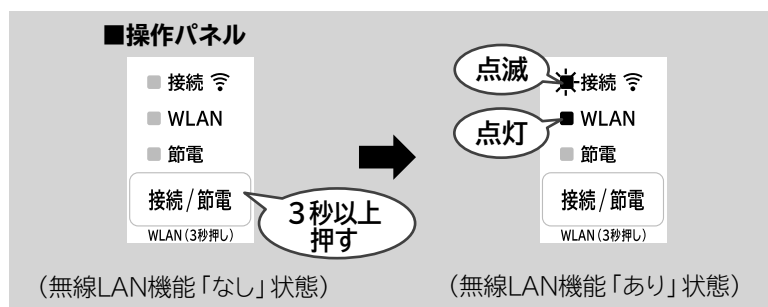 ■操作パネル
接続
WLAN
節電
接続/節電
WLAN(3秒押し)
3秒以上
押す
(無線LAN機能「なし」状態)
点滅
接続
点灯
WLAN
節電
接続/節電
WLAN(3秒押し)
(無線LAN機能「あり」状態)